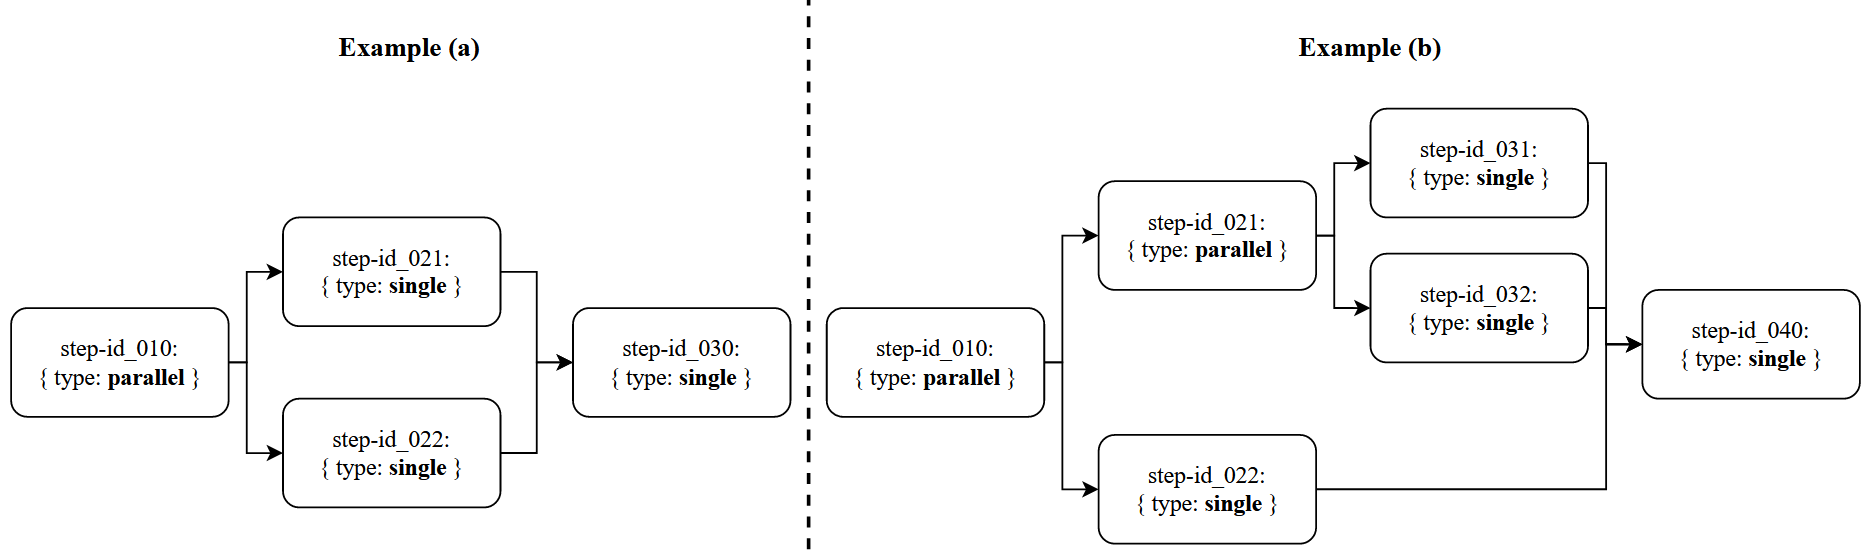 Example (a)
step-id_010:
{ type: parallel }
step-id_021:
{ type: single }
step-id_022:
{ type: single }
step-id_030:
{ type: single }
Example (b)
step-id_010:
{ type: parallel }
step-id_021:
{ type: parallel }
step-id_022:
{ type: single }
step-id_031:
{ type: single }
step-id_032:
{ type: single }
step-id_040:
{ type: single }